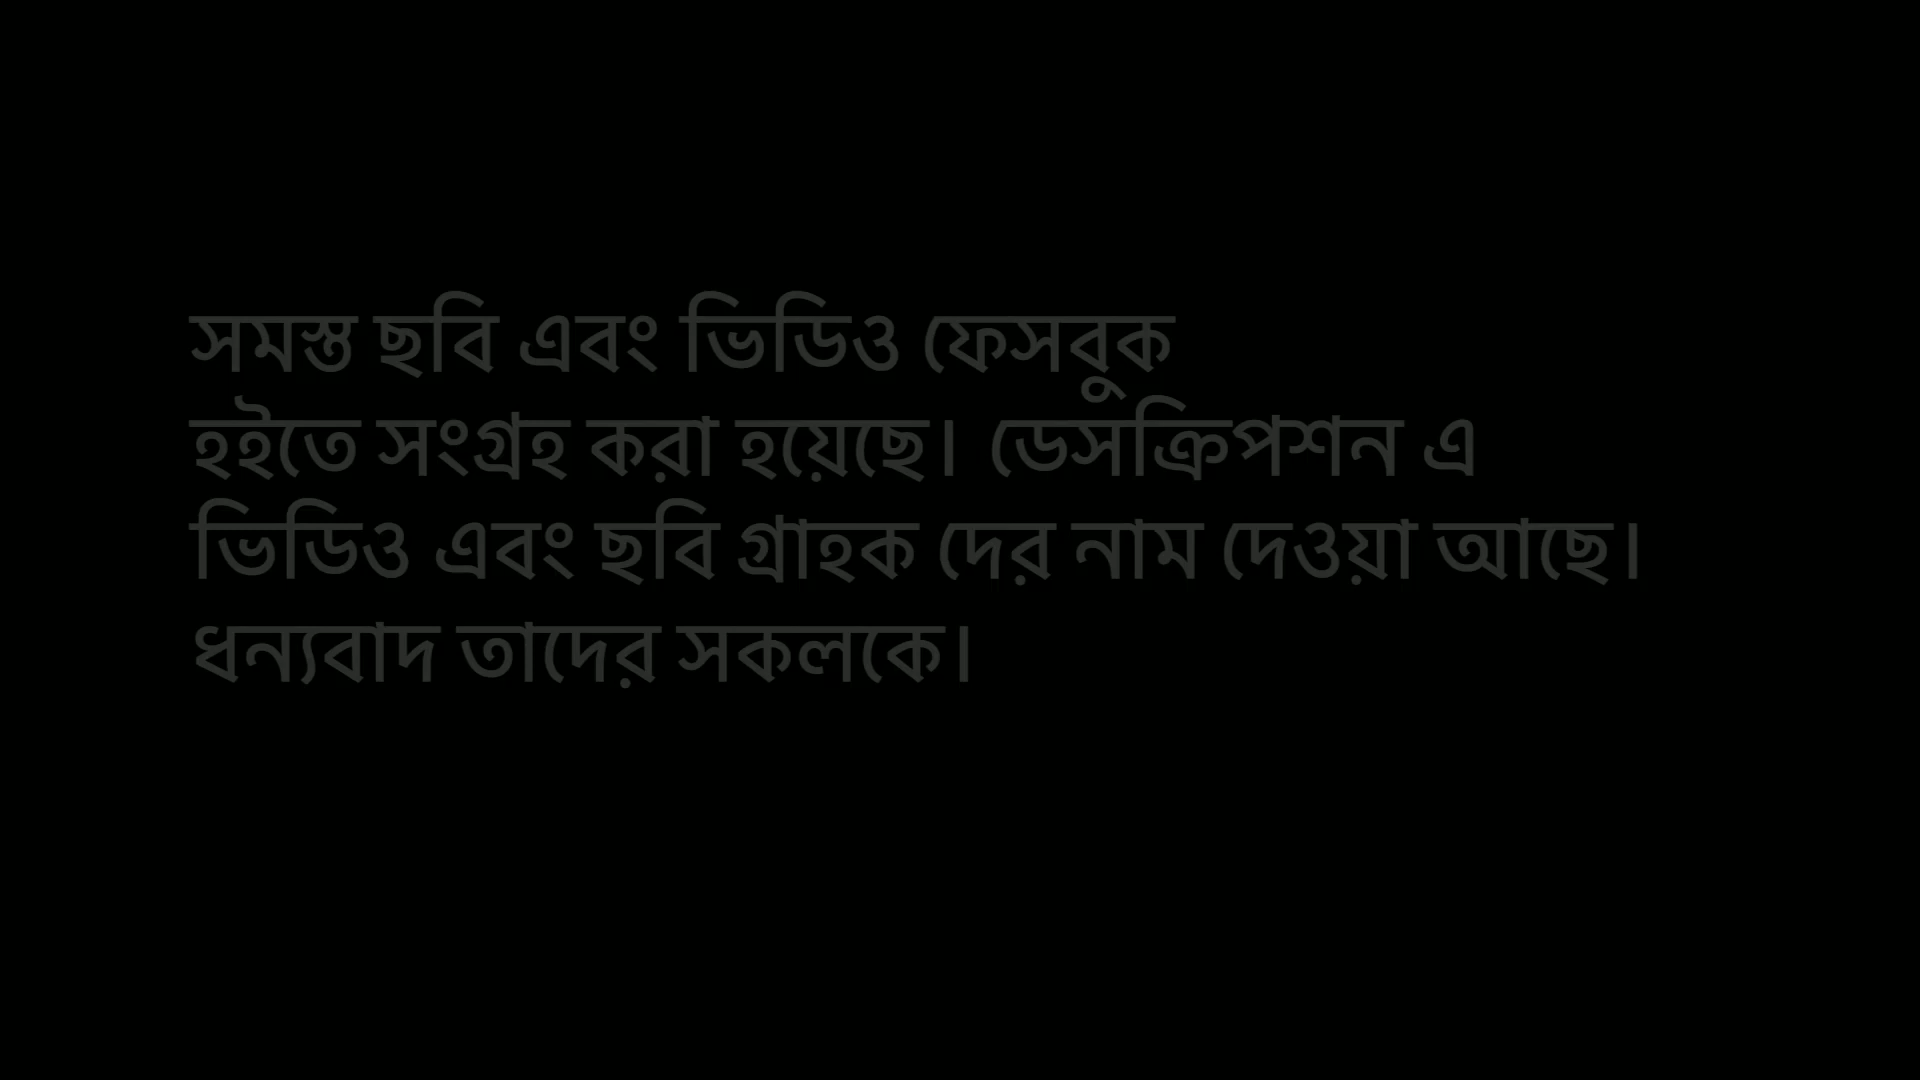 সমস্ত ছবি এবং ভিডিও ফেসবুক
হইতে সংগ্রহ করা হয়েছে। ডেসক্রিপশন এ
ভিডিও এবং ছবি গ্রাহক দের নাম দেওয়া আছে।
ধন্যবাদ তাদের সকলকে।